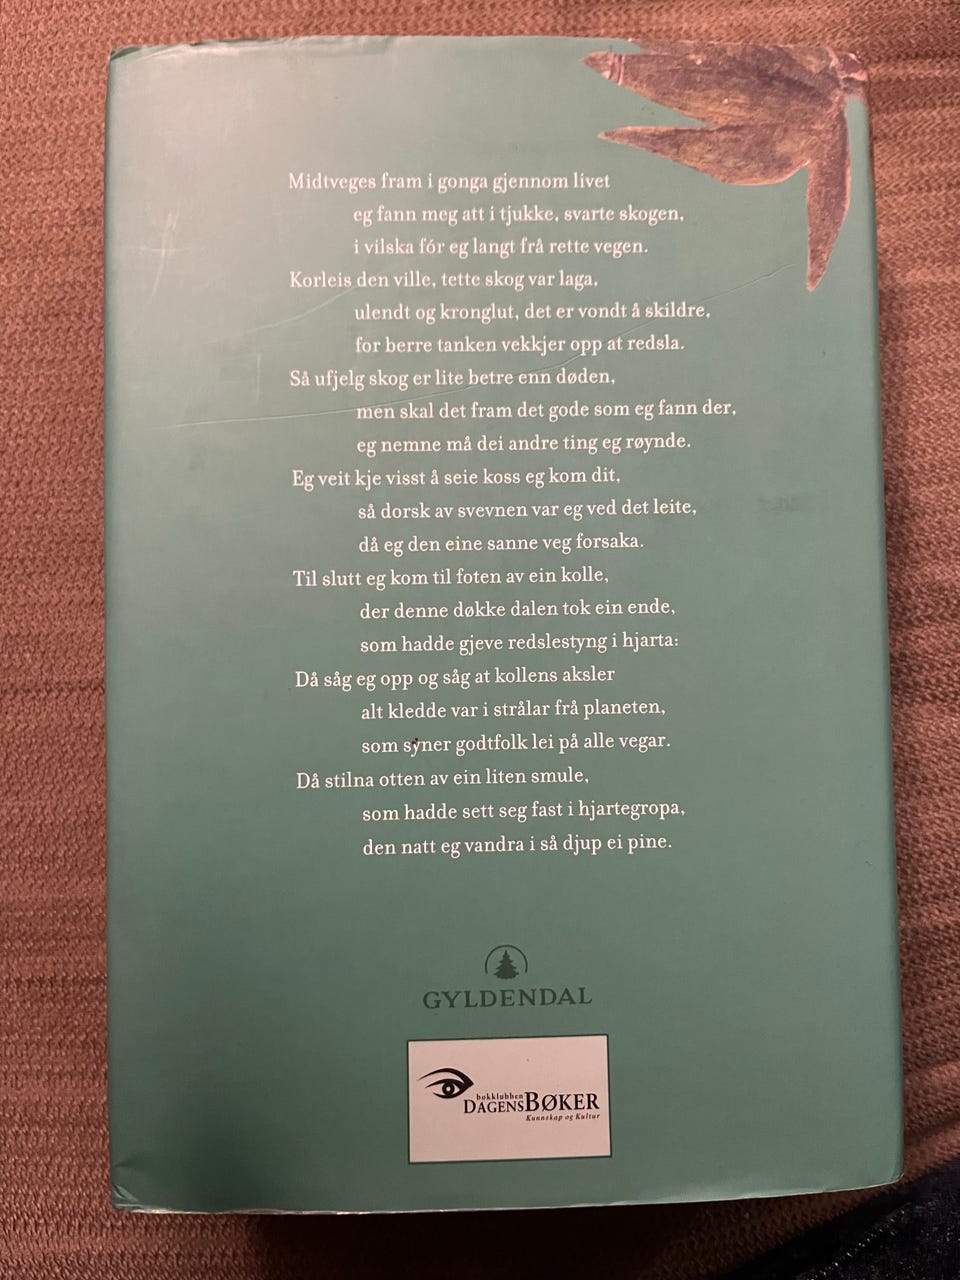 Midtveges fram i gonga gjennom livet
eg fann meg att i tjukke, svarte skogen,
i vilska fór eg langt frå rette vegen.
Korleis den ville, tette skog var laga,
ulendt og kronglut, det er vondt å skildre,
for berre tanken vekkjer opp at redsla.
Så ufjelg skog er lite betre enn døden,
men skal det fram det gode som eg fann der,
eg nemne må dei andre ting eg røynde.
Eg veit kje visst å seie koss eg kom dit,
så dorsk av svevnen var eg ved det leite,
då eg den eine sanne veg forsaka.
Til slutt eg kom til foten av ein kolle,
der denne døkke dalen tok ein ende,
som hadde gjeve redslestyng i hjarta:
Då såg eg opp og såg at kollens aksler
alt kledde var i strålar frå planeten,
som syner godtfolk lei på alle vegar.
Då stilna otten av ein liten smule,
som hadde sett seg fast i hjartegropa,
den natt eg vandra i så djup ei pine.
GYLDENDAL
bokklubben
DAGENSBØKER
Kunnskap og Kultur